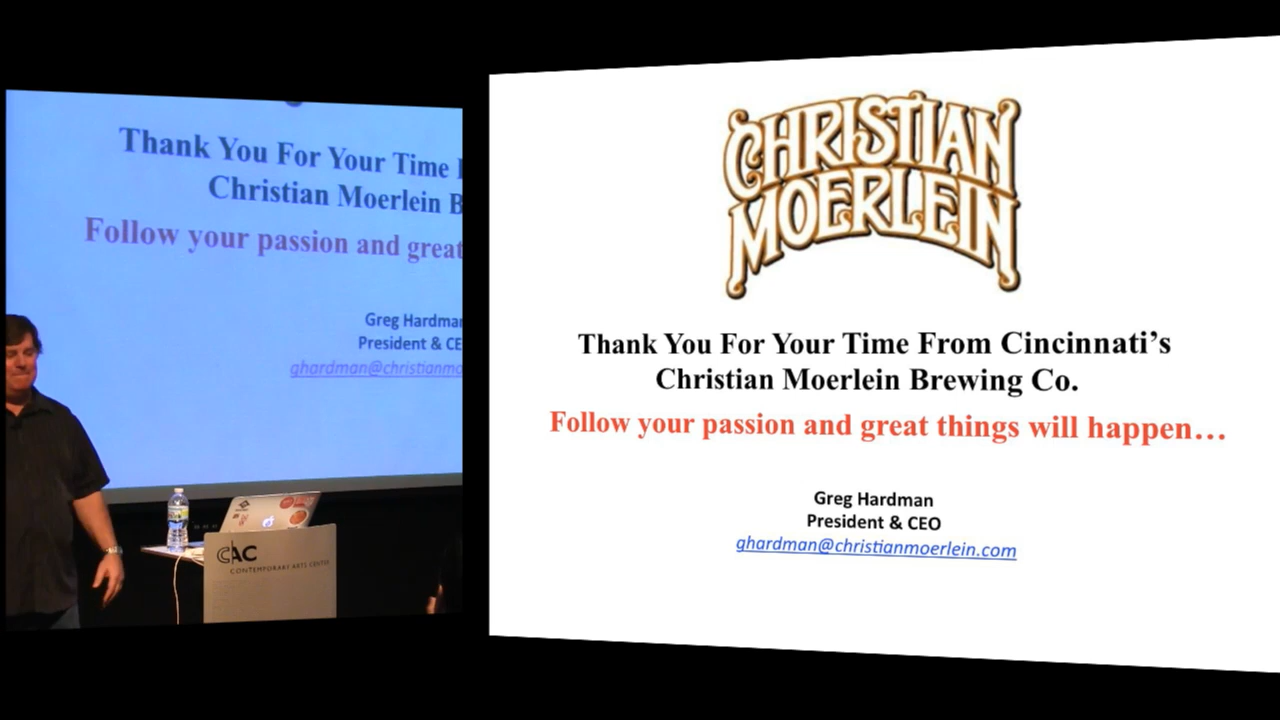 Thank You For Your Time
Christian Moerlein B
Follow your passion and great
Greg Hardman
President & CE
ghardman@christianmo
CAC
CONTEMPORARY ARTS CENTER
CHRISTIAN
MOERLEIN
Thank You For Your Time From Cincinnati’s
Christian Moerlein Brewing Co.
Follow your passion and great things will happen…
Greg Hardman
President & CEO
ghardman@christianmoerlein.com